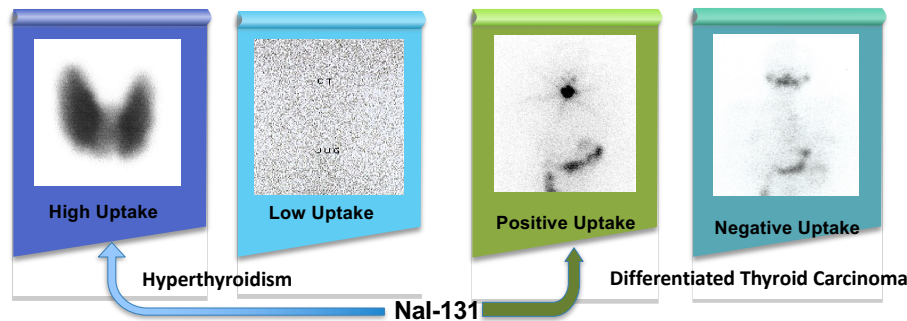 CT
JUG
High Uptake
Low Uptake
Positive Uptake
Negative Uptake
Hyperthyroidism
Differentiated Thyroid Carcinoma
NaI-131